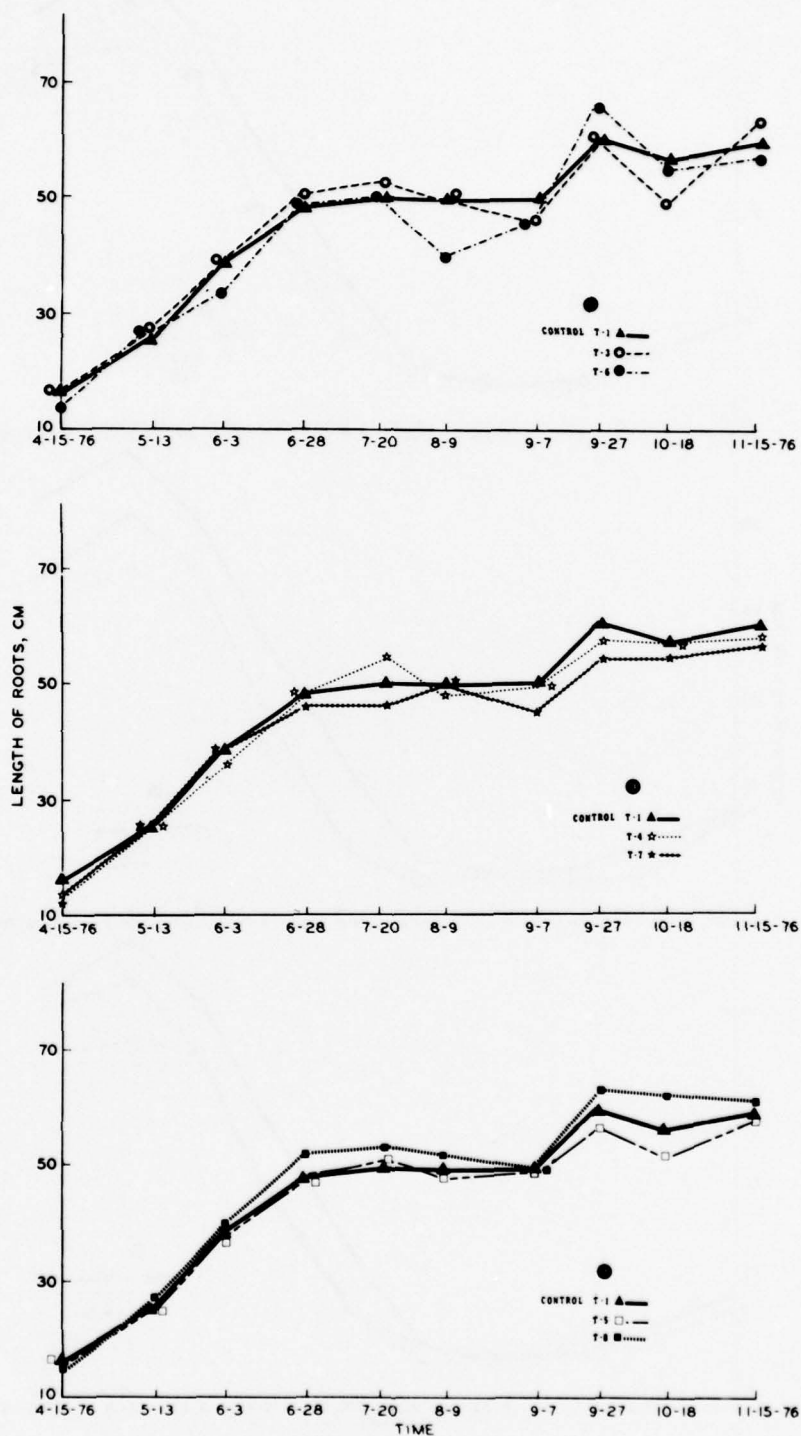 70
50
30
10
CONTROL T-1
T-3
T-6
4-15-76 5-13 6-3 6-28 7-20 8-9 9-7 9-27 10-18 11-15-76
LENGTH OF ROOTS, CM
70
50
30
10
CONTROL T-1
T-4
T-7
4-15-76 5-13 6-3 6-28 7-20 8-9 9-7 9-27 10-18 11-15-76
70
50
30
10
CONTROL T-1
T-5
T-8
4-15-76 5-13 6-3 6-28 7-20 8-9 9-7 9-27 10-18 11-15-76
TIME